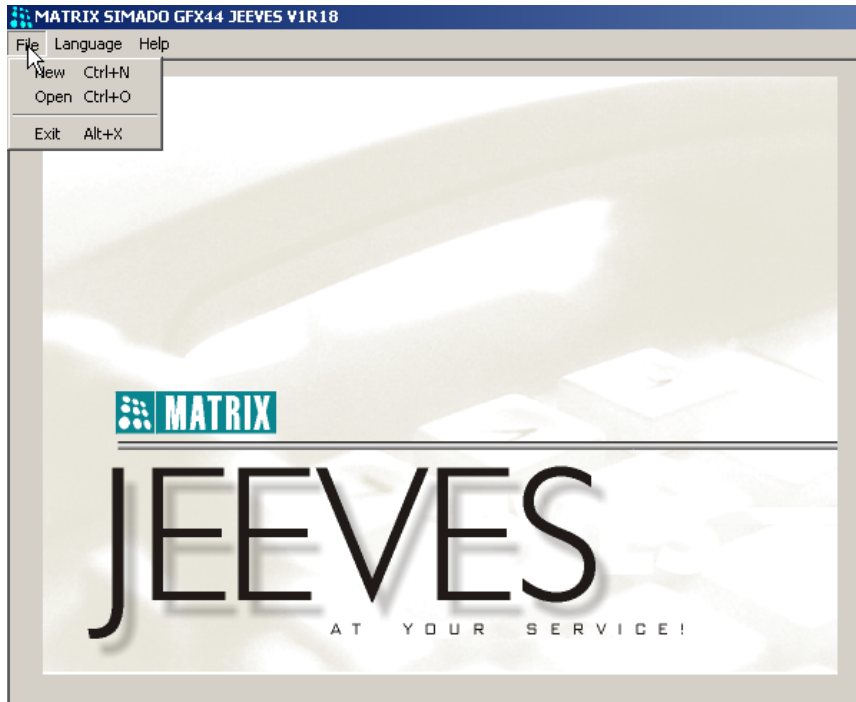 MATRIX SIMADO GFX44 JEEVES V1R18
File Language Help
New Ctrl+N
Open Ctrl+O
Exit Alt+X
MATRIX
JEEVES
AT YOUR SERVICE!